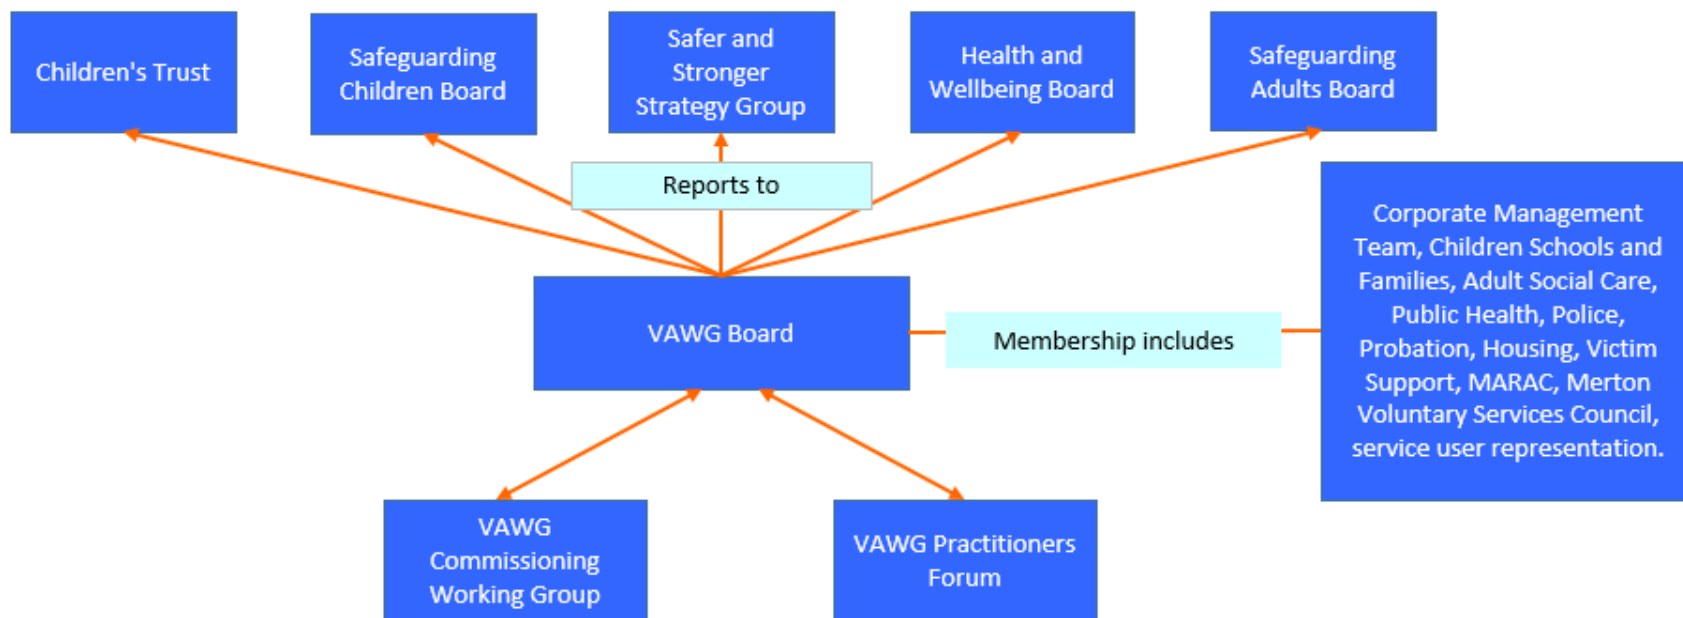 Children's Trust
Safeguarding
Children Board
Safer and
Stronger
Strategy Group
Health and
Wellbeing Board
Safeguarding
Adults Board
Reports to
Corporate Management
Team, Children Schools and
Families, Adult Social Care,
Public Health, Police,
Probation, Housing, Victim
Support, MARAC, Merton
Voluntary Services Council,
service user representation.
VAWG Board
Membership includes
VAWG
Commissioning
Working Group
VAWG Practitioners
Forum